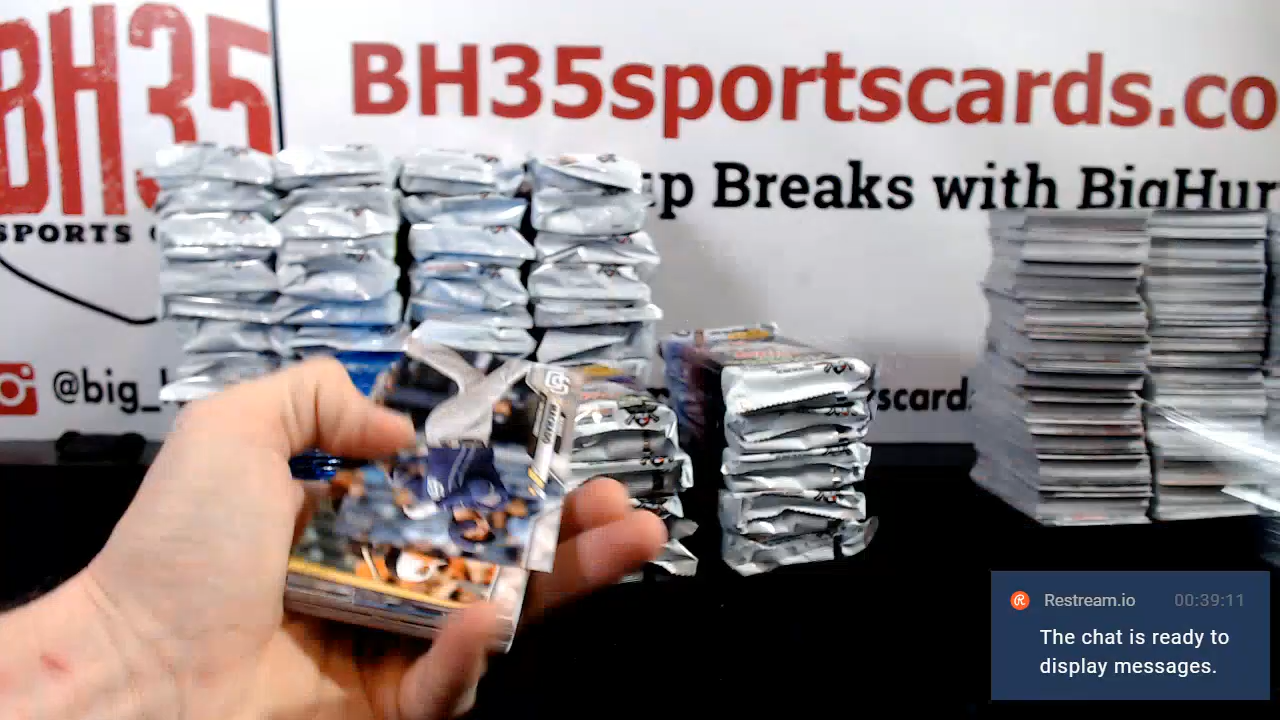 BH35
SPORTS
BH35sportscards.co
up Breaks with BigHur
@big_
scard
Restream.io 00:39:11
The chat is ready to
display messages.